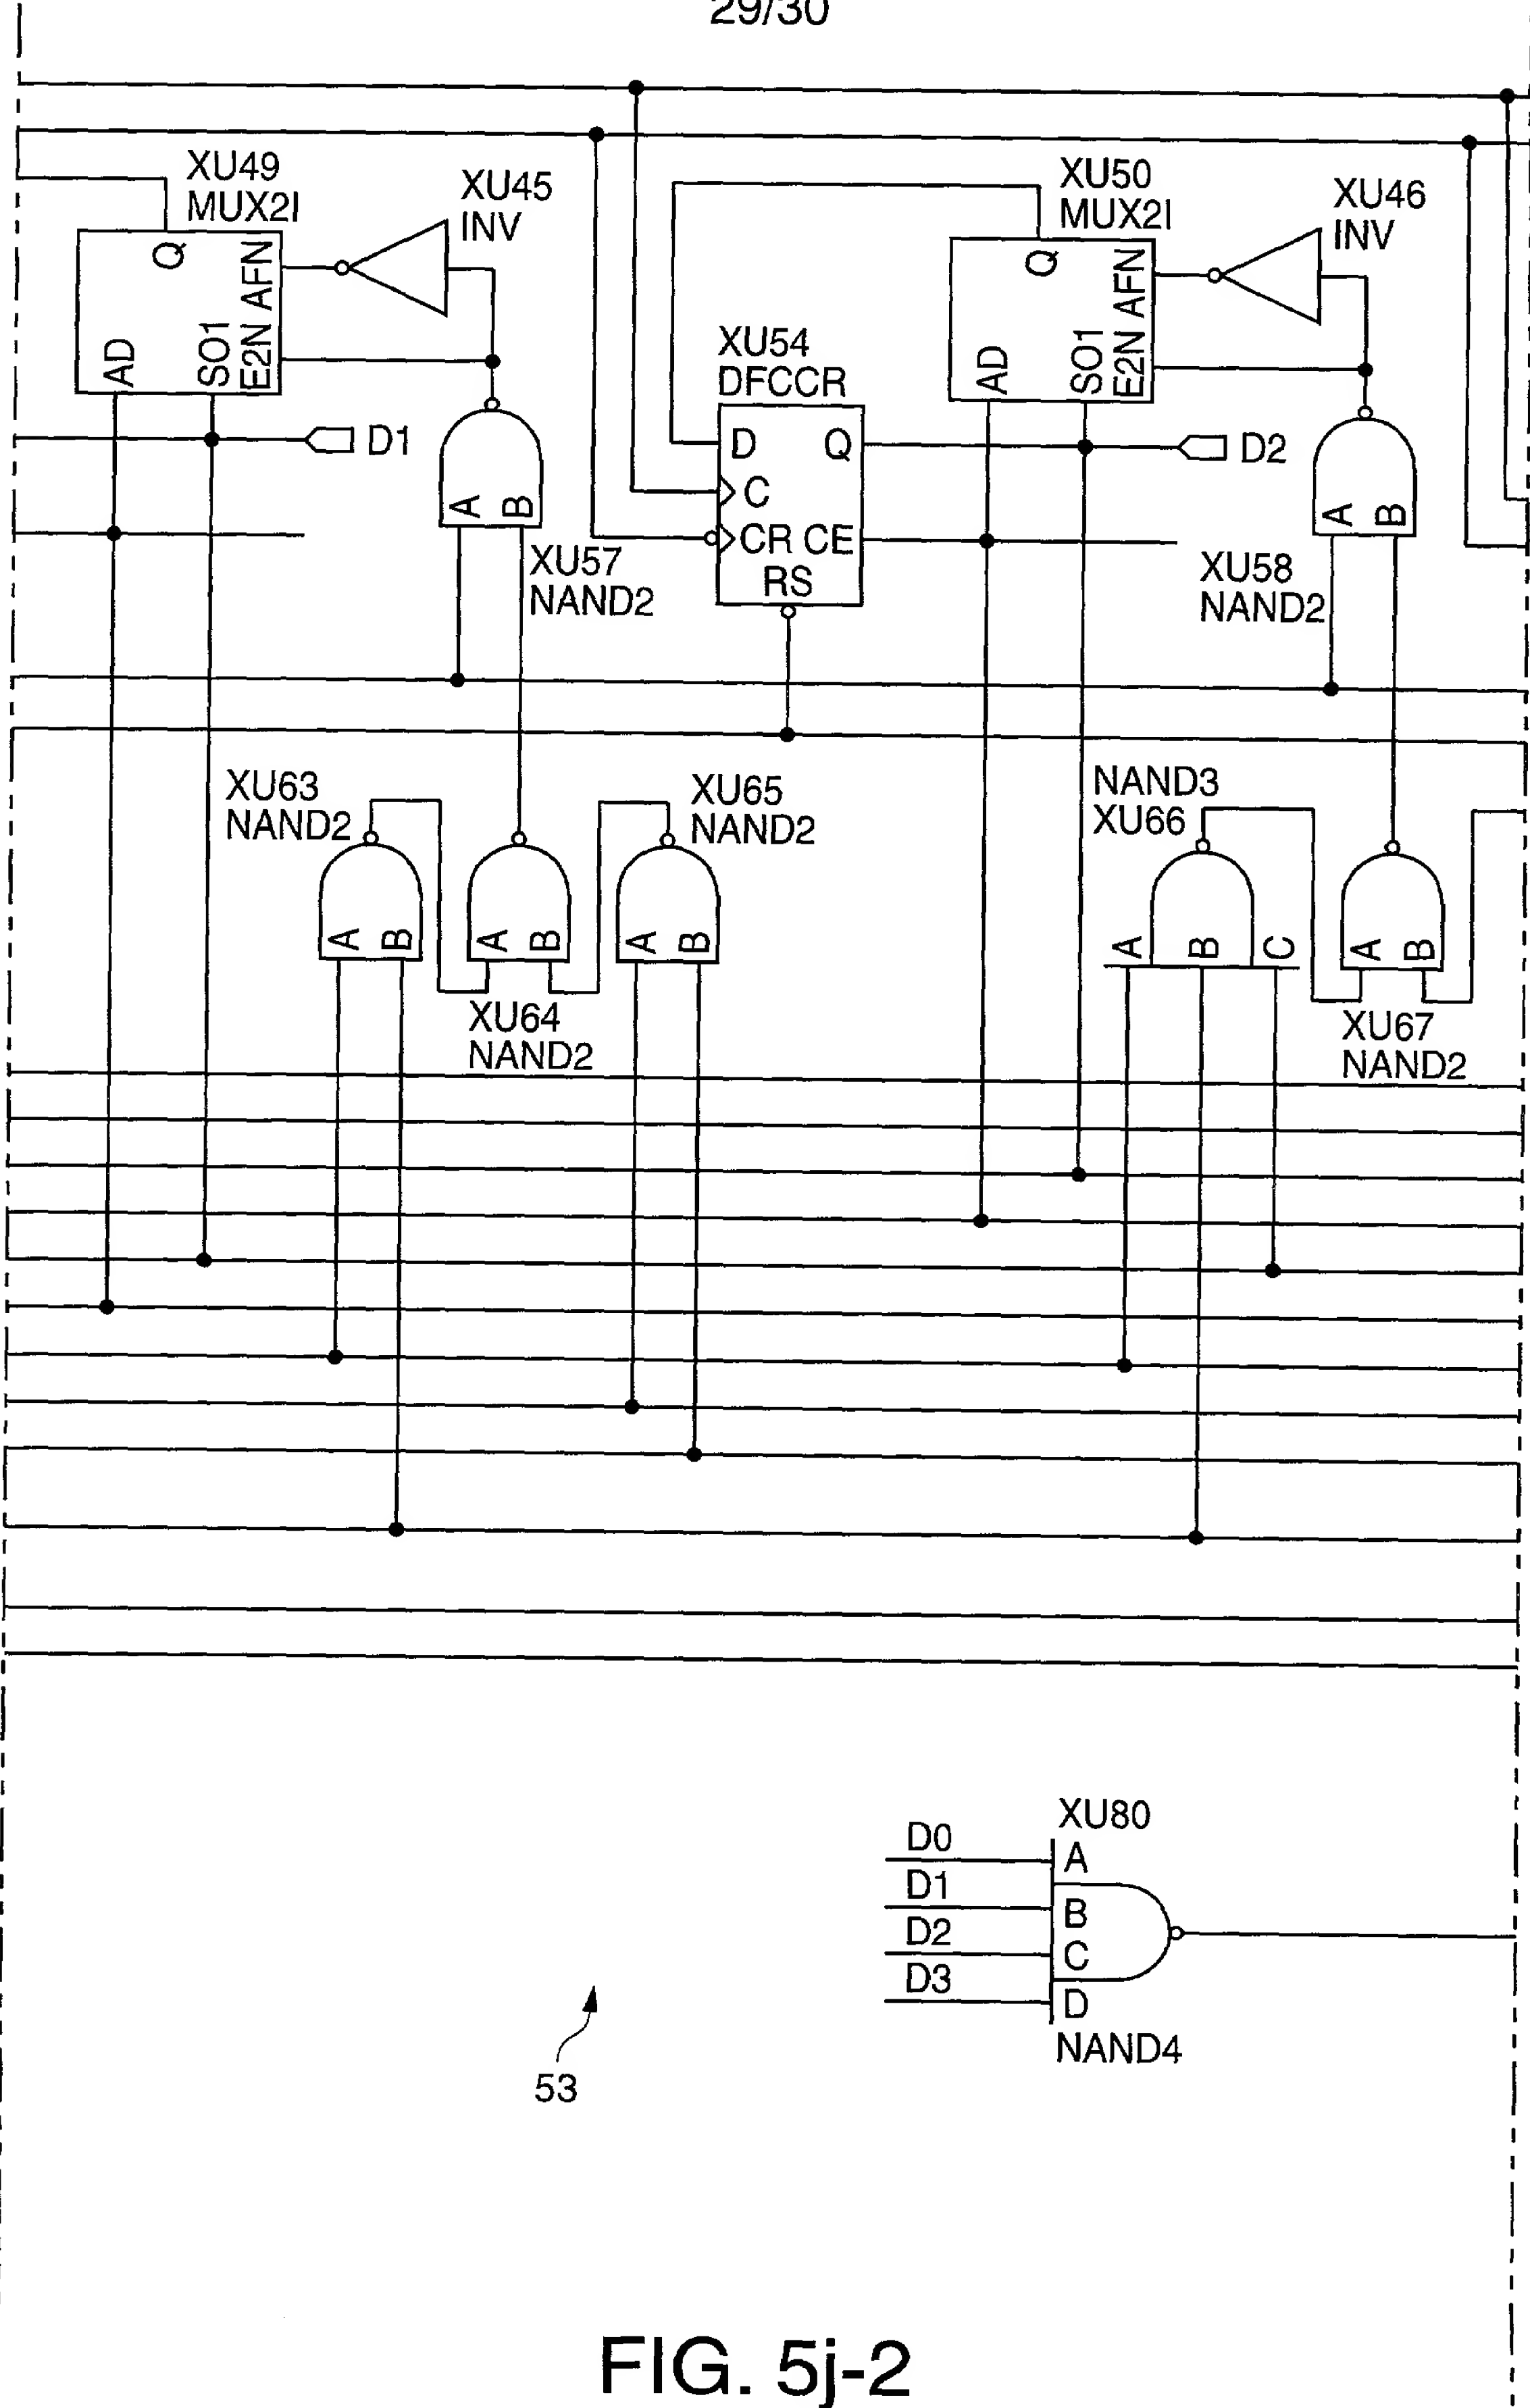 29/30
XU49
MUX2I
XU45
INV
XU50
MUX2I
XU46
INV
Q
AFN
E2N
SO1
AD
Q
AFN
E2N
SO1
AD
XU54
DFCCR
D Q
C
CR CE
RS
D1
D2
A B
XU57
NAND2
A B
XU58
NAND2
XU63
NAND2
XU65
NAND2
NAND3
XU66
A B
A B
A B
A B C
A B
XU64
NAND2
XU67
NAND2
XU80
D0 A
D1 B
D2 C
D3 D
NAND4
53
FIG. 5j-2